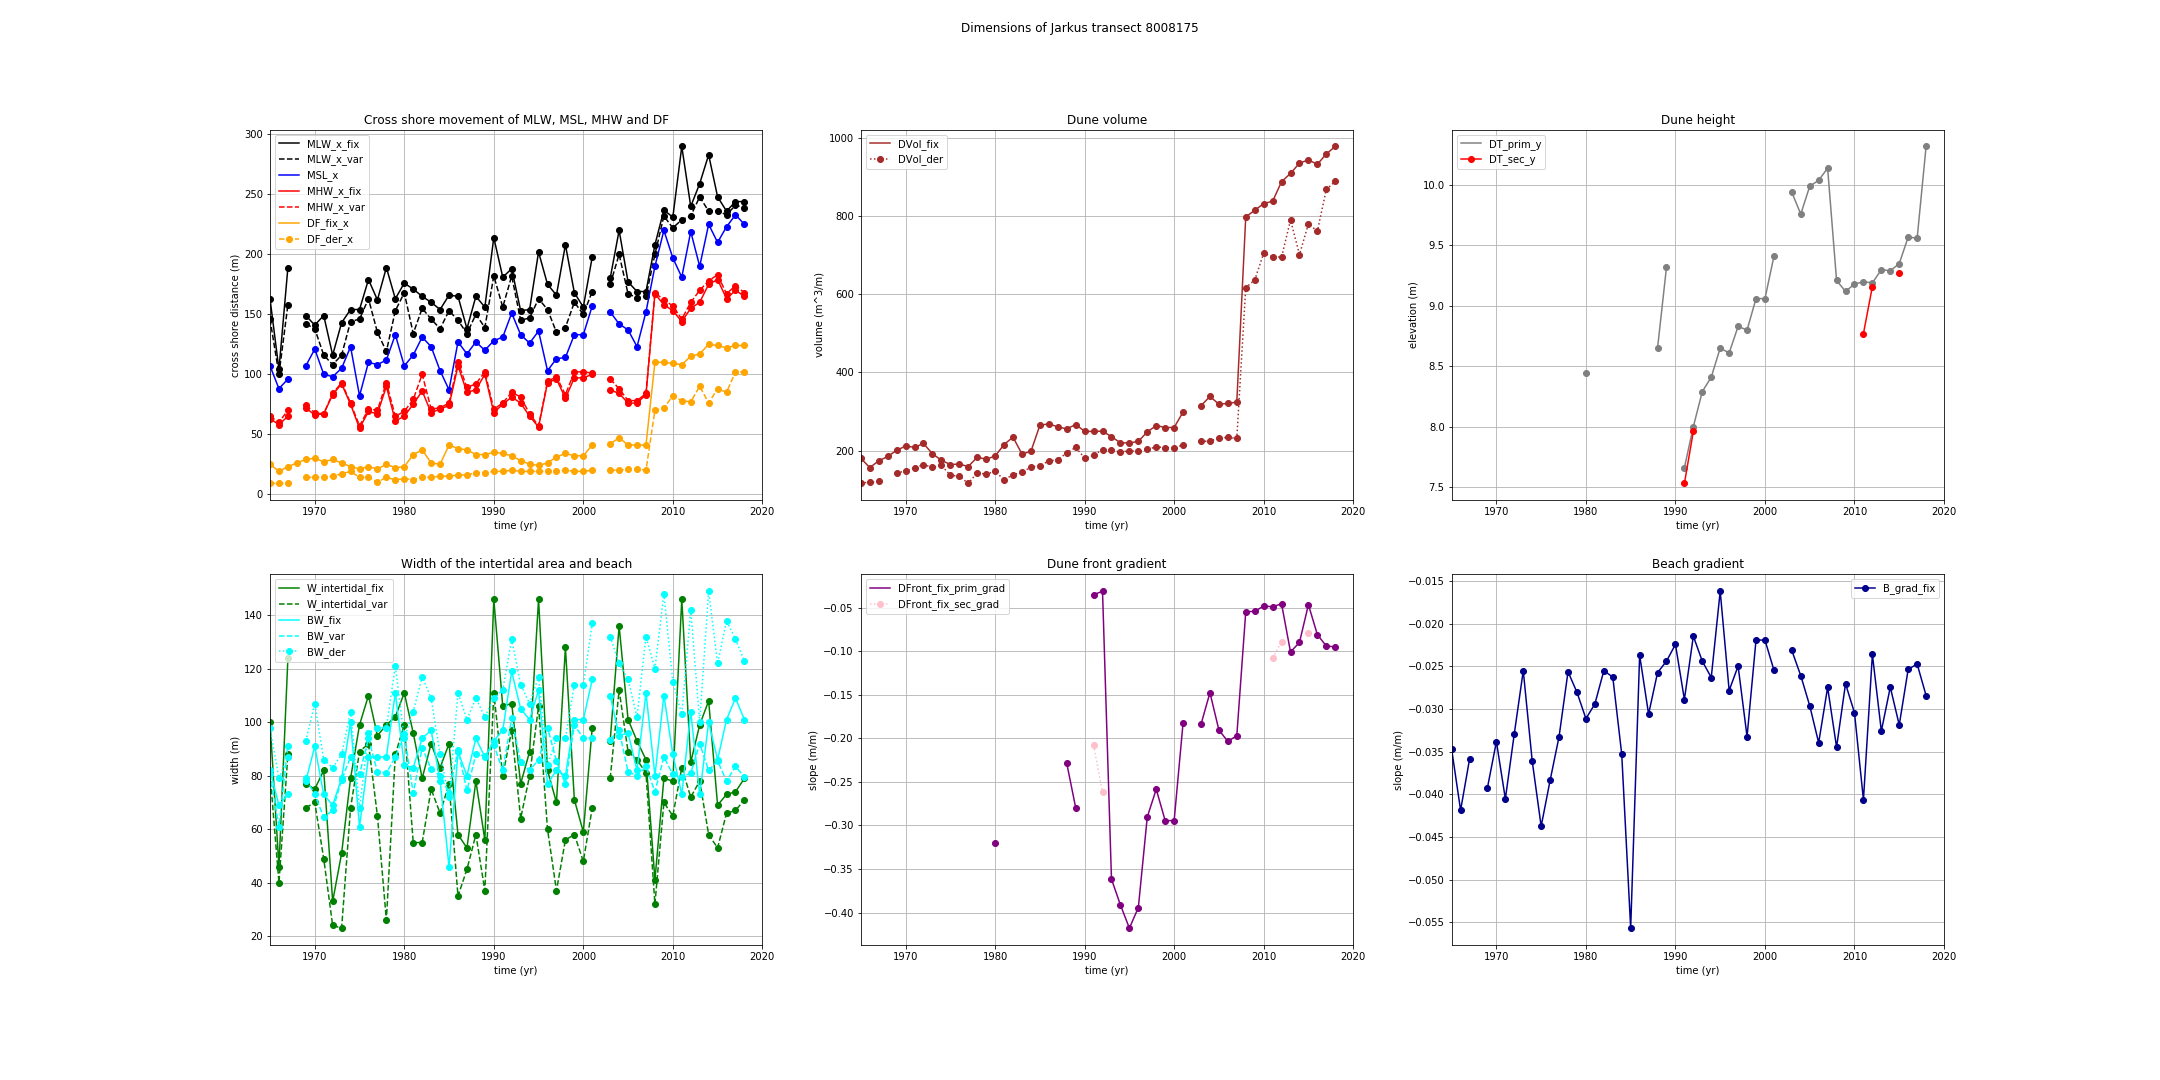 Dimensions of Jarkus transect 8008175
Cross shore movement of MLW, MSL, MHW and DF
300
250
200
150
100
50
0
cross shore distance (m)
MLW_x_fix
MLW_x_var
MSL_x
MHW_x_fix
MHW_x_var
DF_fix_x
DF_der_x
1970 1980 1990 2000 2010 2020
time (yr)
Dune volume
1000
800
600
400
200
volume (m^3/m)
DVol_fix
DVol_der
1970 1980 1990 2000 2010 2020
time (yr)
Dune height
10.0
9.5
9.0
8.5
8.0
7.5
elevation (m)
DT_prim_y
DT_sec_y
1970 1980 1990 2000 2010 2020
time (yr)
Width of the intertidal area and beach
140
120
100
80
60
40
20
width (m)
W_intertidal_fix
W_intertidal_var
BW_fix
BW_var
BW_der
1970 1980 1990 2000 2010 2020
time (yr)
Dune front gradient
−0.05
−0.10
−0.15
−0.20
−0.25
−0.30
−0.35
−0.40
slope (m/m)
DFront_fix_prim_grad
DFront_fix_sec_grad
1970 1980 1990 2000 2010 2020
time (yr)
Beach gradient
−0.015
−0.020
−0.025
−0.030
−0.035
−0.040
−0.045
−0.050
−0.055
slope (m/m)
B_grad_fix
1970 1980 1990 2000 2010 2020
time (yr)